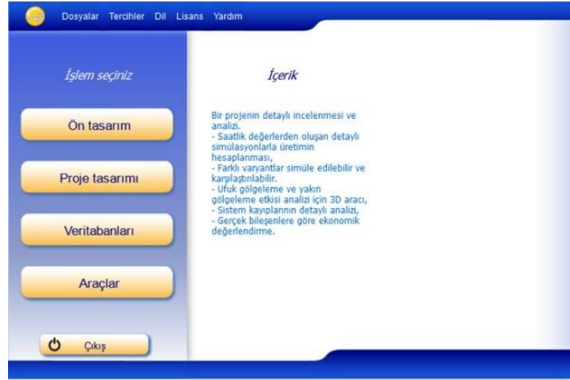 Dosyalar Tercihler Dil Lisans Yardım
İşlem seçiniz
Ön tasarım
Proje tasarımı
Veritabanları
Araçlar
Çıkış
İçerik
Bir projenin detaylı incelenmesi ve
analizi.
- Saatlik değerlerden oluşan detaylı
simülasyonlarla üretimin
hesaplanması,
- Farklı varyantlar simüle edilebilir ve
karşılaştırılabilir.
- Ufuk gölgeleme ve yakın
gölgeleme etkisi analizi için 3D aracı,
- Sistem kayıplarının detaylı analizi,
- Gerçek bileşenlere göre ekonomik
değerlendirme.